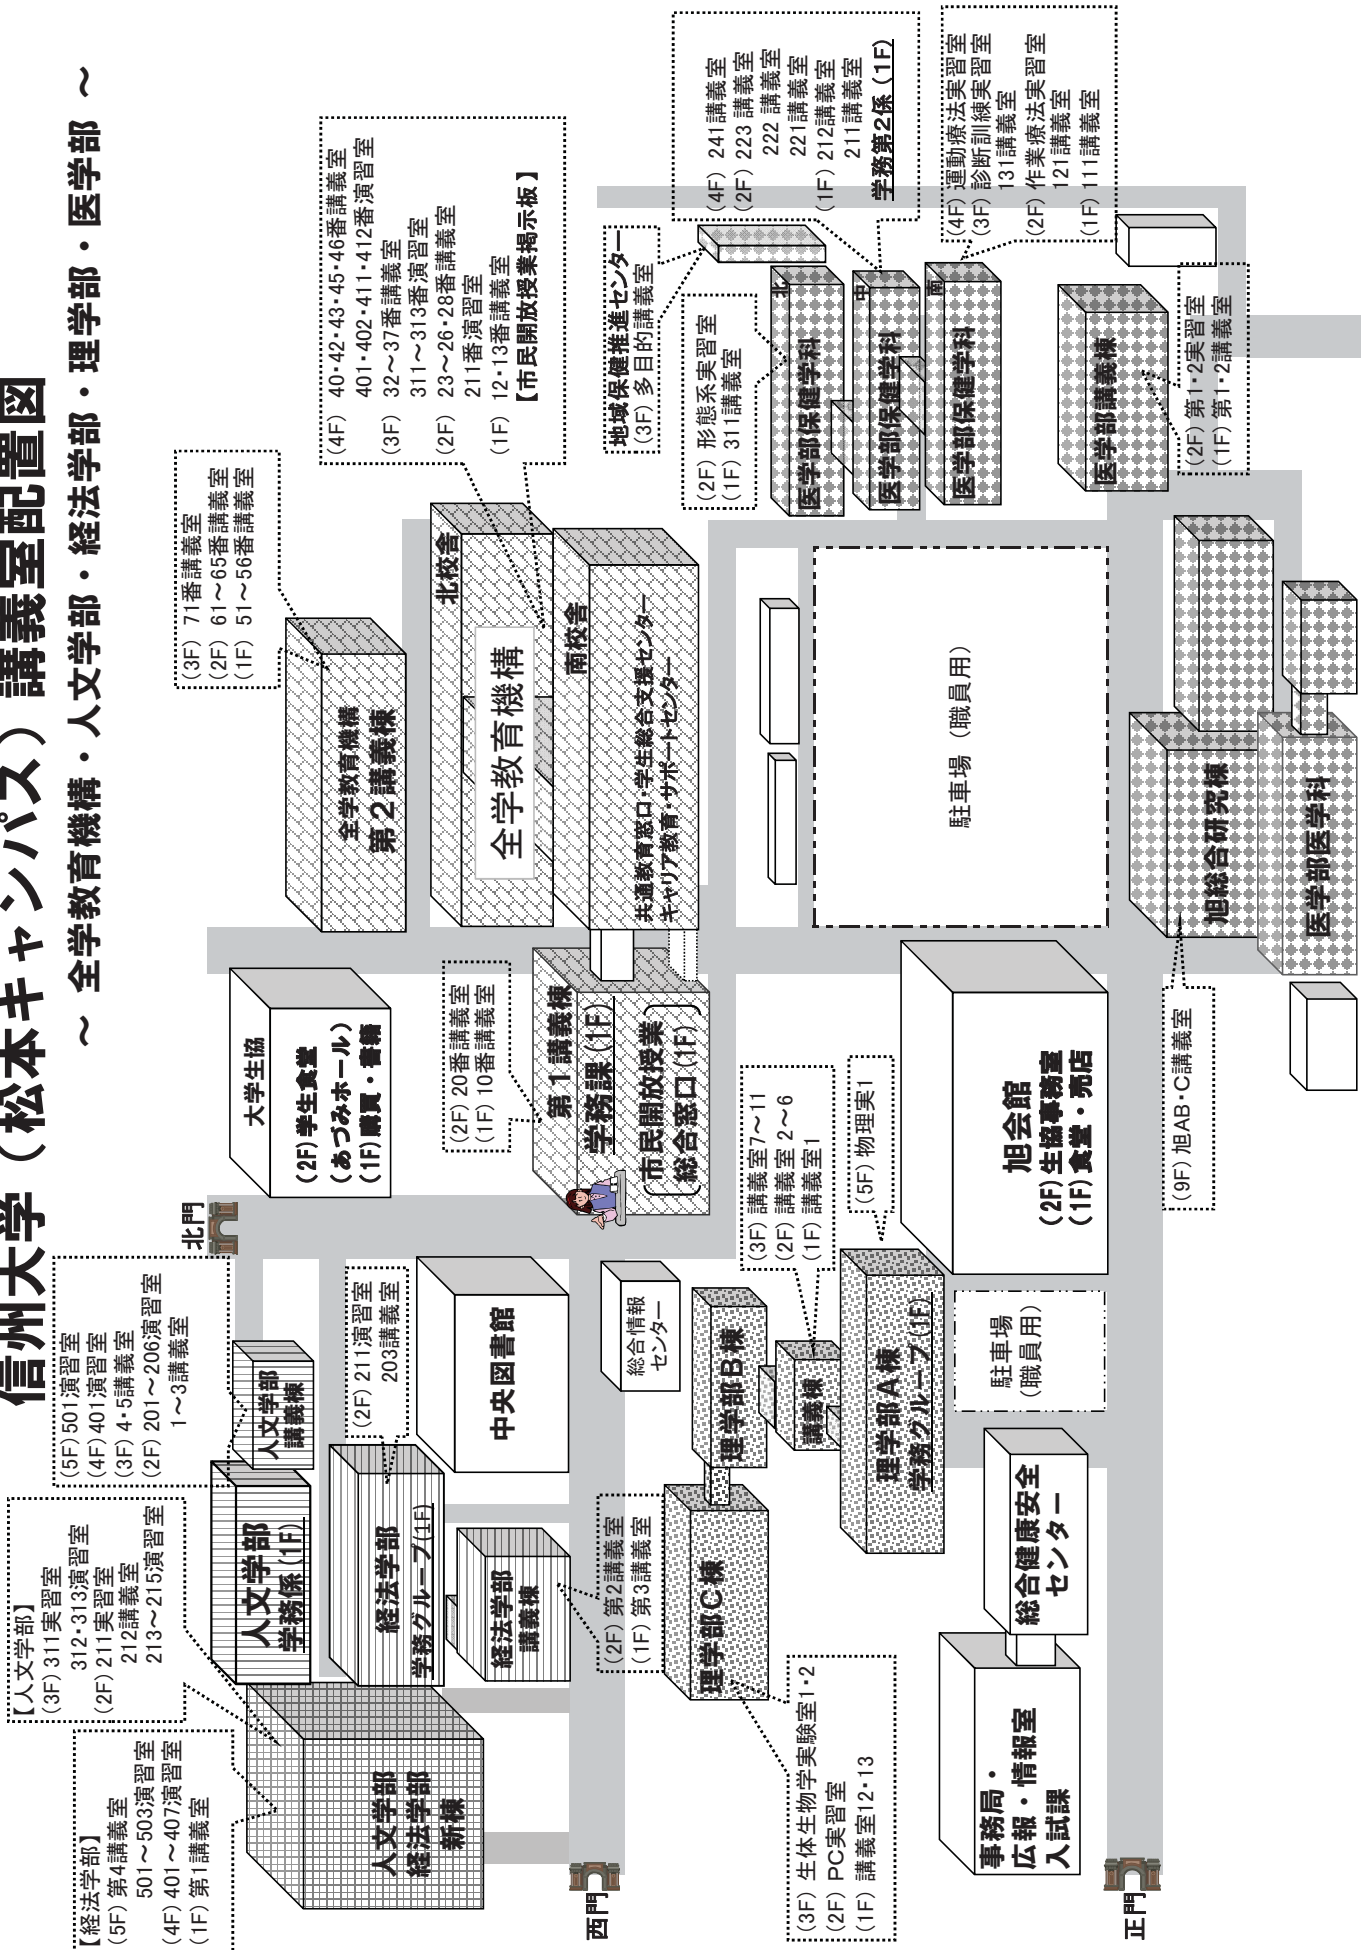 信州大学（松本キャンパス）講義室配置図
～ 全学教育機構・人文学部・経法学部・理学部・医学部 ～
【経法学部】
(5F) 第4講義室
501～503演習室
(4F) 401～407演習室
(1F) 第1講義室
【人文学部】
(3F) 311実習室
312・313演習室
(2F) 211実習室
212講義室
213～215演習室
(5F) 501演習室
(4F) 401演習室
(3F) 4・5講義室
(2F) 201～206演習室
1～3講義室
北門
人文学部
講義棟
人文学部
学務係(1F)
(2F) 211演習室
203講義室
経法学部
学務グループ(1F)
経法学部
講義棟
人文学部
経法学部
新棟
中央図書館
西門
(2F) 第2講義室
(1F) 第3講義室
大学生協
(2F)学生食堂
(あづみホール)
(1F)購買・書籍
(3F) 71番講義室
(2F) 61～65番講義室
(1F) 51～56番講義室
全学教育機構
第2講義棟
(4F) 40・42・43・45・46番講義室
401・402・411・412番演習室
(3F) 32～37番講義室
311～313番演習室
(2F) 23～26・28番講義室
211番演習室
(1F) 12・13番講義室
【市民開放授業掲示板】
北校舎
全学教育機構
南校舎
共通教育窓口・学生総合支援センター
キャリア教育・サポートセンター
(2F) 20番講義室
(1F) 10番講義室
第1講義棟
学務課(1F)
市民開放授業
総合窓口(1F)
総合情報
センター
理学部B棟
理学部C棟
講義棟
(3F) 講義室7～11
(2F) 講義室 2～6
(1F) 講義室1
(5F) 物理実1
理学部A棟
学務グループ(1F)
(3F) 生体生物学実験室1・2
(2F) PC実習室
(1F) 講義室12・13
旭会館
(2F)生協事務室
(1F)食堂・売店
駐車場
(職員用)
総合健康安全
センター
事務局・
広報・情報室
入試課
正門
駐車場（職員用）
地域保健推進センター
(3F) 多目的講義室
(2F) 形態系実習室
(1F) 311講義室
北
医学部保健学科
中
医学部保健学科
南
医学部保健学科
(4F) 241講義室
(2F) 223 講義室
222 講義室
221講義室
(1F) 212講義室
211講義室
学務第2係(1F)
(4F) 運動療法実習室
(3F) 診断訓練実習室
131講義室
(2F) 作業療法実習室
121講義室
(1F) 111講義室
医学部講義棟
(2F) 第1・2実習室
(1F) 第1・2講義室
(9F) 旭AB・C講義室
旭総合研究棟
医学部医学科